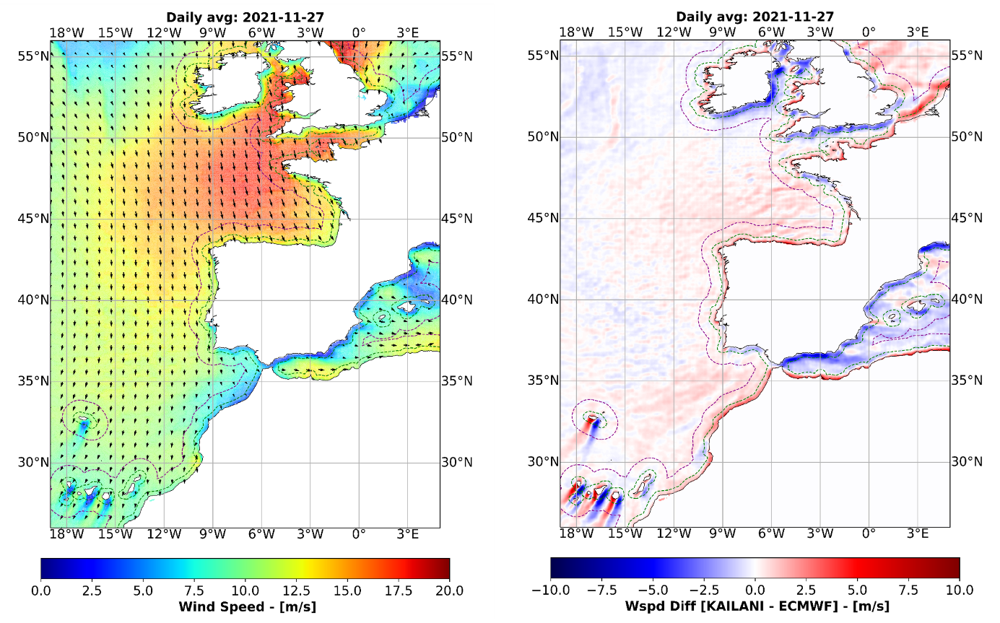 Daily avg: 2021-11-27
18°W 15°W 12°W 9°W 6°W 3°W 0° 3°E
55°N 55°N
50°N 50°N
45°N 45°N
40°N 40°N
35°N 35°N
30°N 30°N
18°W 15°W 12°W 9°W 6°W 3°W 0° 3°E
0.0 2.5 5.0 7.5 10.0 12.5 15.0 17.5 20.0
Wind Speed - [m/s]
Daily avg: 2021-11-27
18°W 15°W 12°W 9°W 6°W 3°W 0° 3°E
55°N 55°N
50°N 50°N
45°N 45°N
40°N 40°N
35°N 35°N
30°N 30°N
18°W 15°W 12°W 9°W 6°W 3°W 0° 3°E
−10.0 −7.5 −5.0 −2.5 0.0 2.5 5.0 7.5 10.0
Wspd Diff [KAILANI - ECMWF] - [m/s]